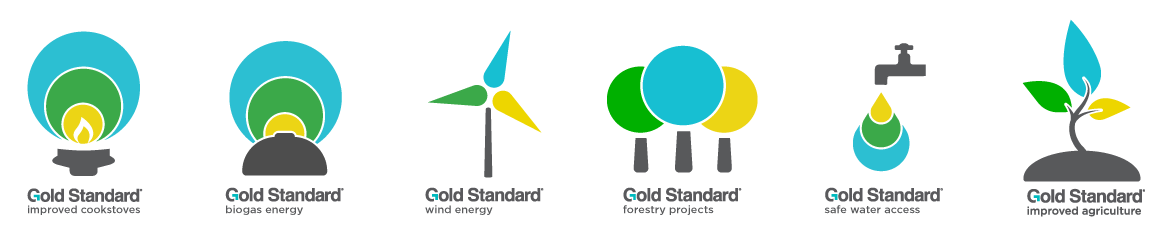 Gold Standard®
improved cookstoves
Gold Standard®
biogas energy
Gold Standard®
wind energy
Gold Standard®
forestry projects
Gold Standard®
safe water access
Gold Standard®
improved agriculture